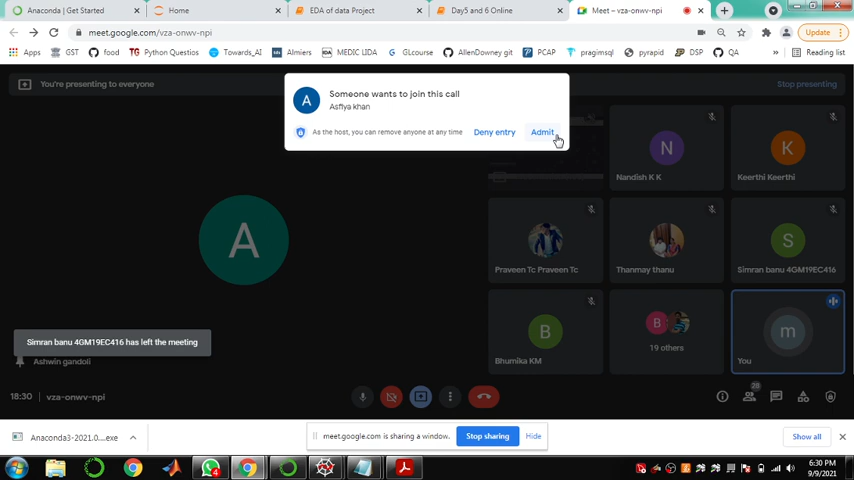 Anaconda | Get Started
Home
EDA of data Project
Day5 and 6 Online
Meet – vza-onwv-npi
meet.google.com/vza-onwv-npi
Update
Apps
GST
food
Python Questios
Towards_AI
AImiers
MEDIC LIDA
GLcourse
AllenDowney git
PCAP
pragimsql
pyrapid
DSP
QA
Reading list
You're presenting to everyone
Stop presenting
A
Someone wants to join this call
Asfiya khan
As the host, you can remove anyone at any time
Deny entry
Admit
N
Nandish K K
K
Keerthi Keerthi
A
Praveen Tc Praveen Tc
Thanmay thanu
S
Simran banu 4GM19EC416
Simran banu 4GM19EC416 has left the meeting
Ashwin gandoli
B
Bhumika KM
B
19 others
m
You
18:30
vza-onwv-npi
28
Anaconda3-2021.0....exe
meet.google.com is sharing a window.
Stop sharing
Hide
Show all
4
6:30 PM
9/9/2021